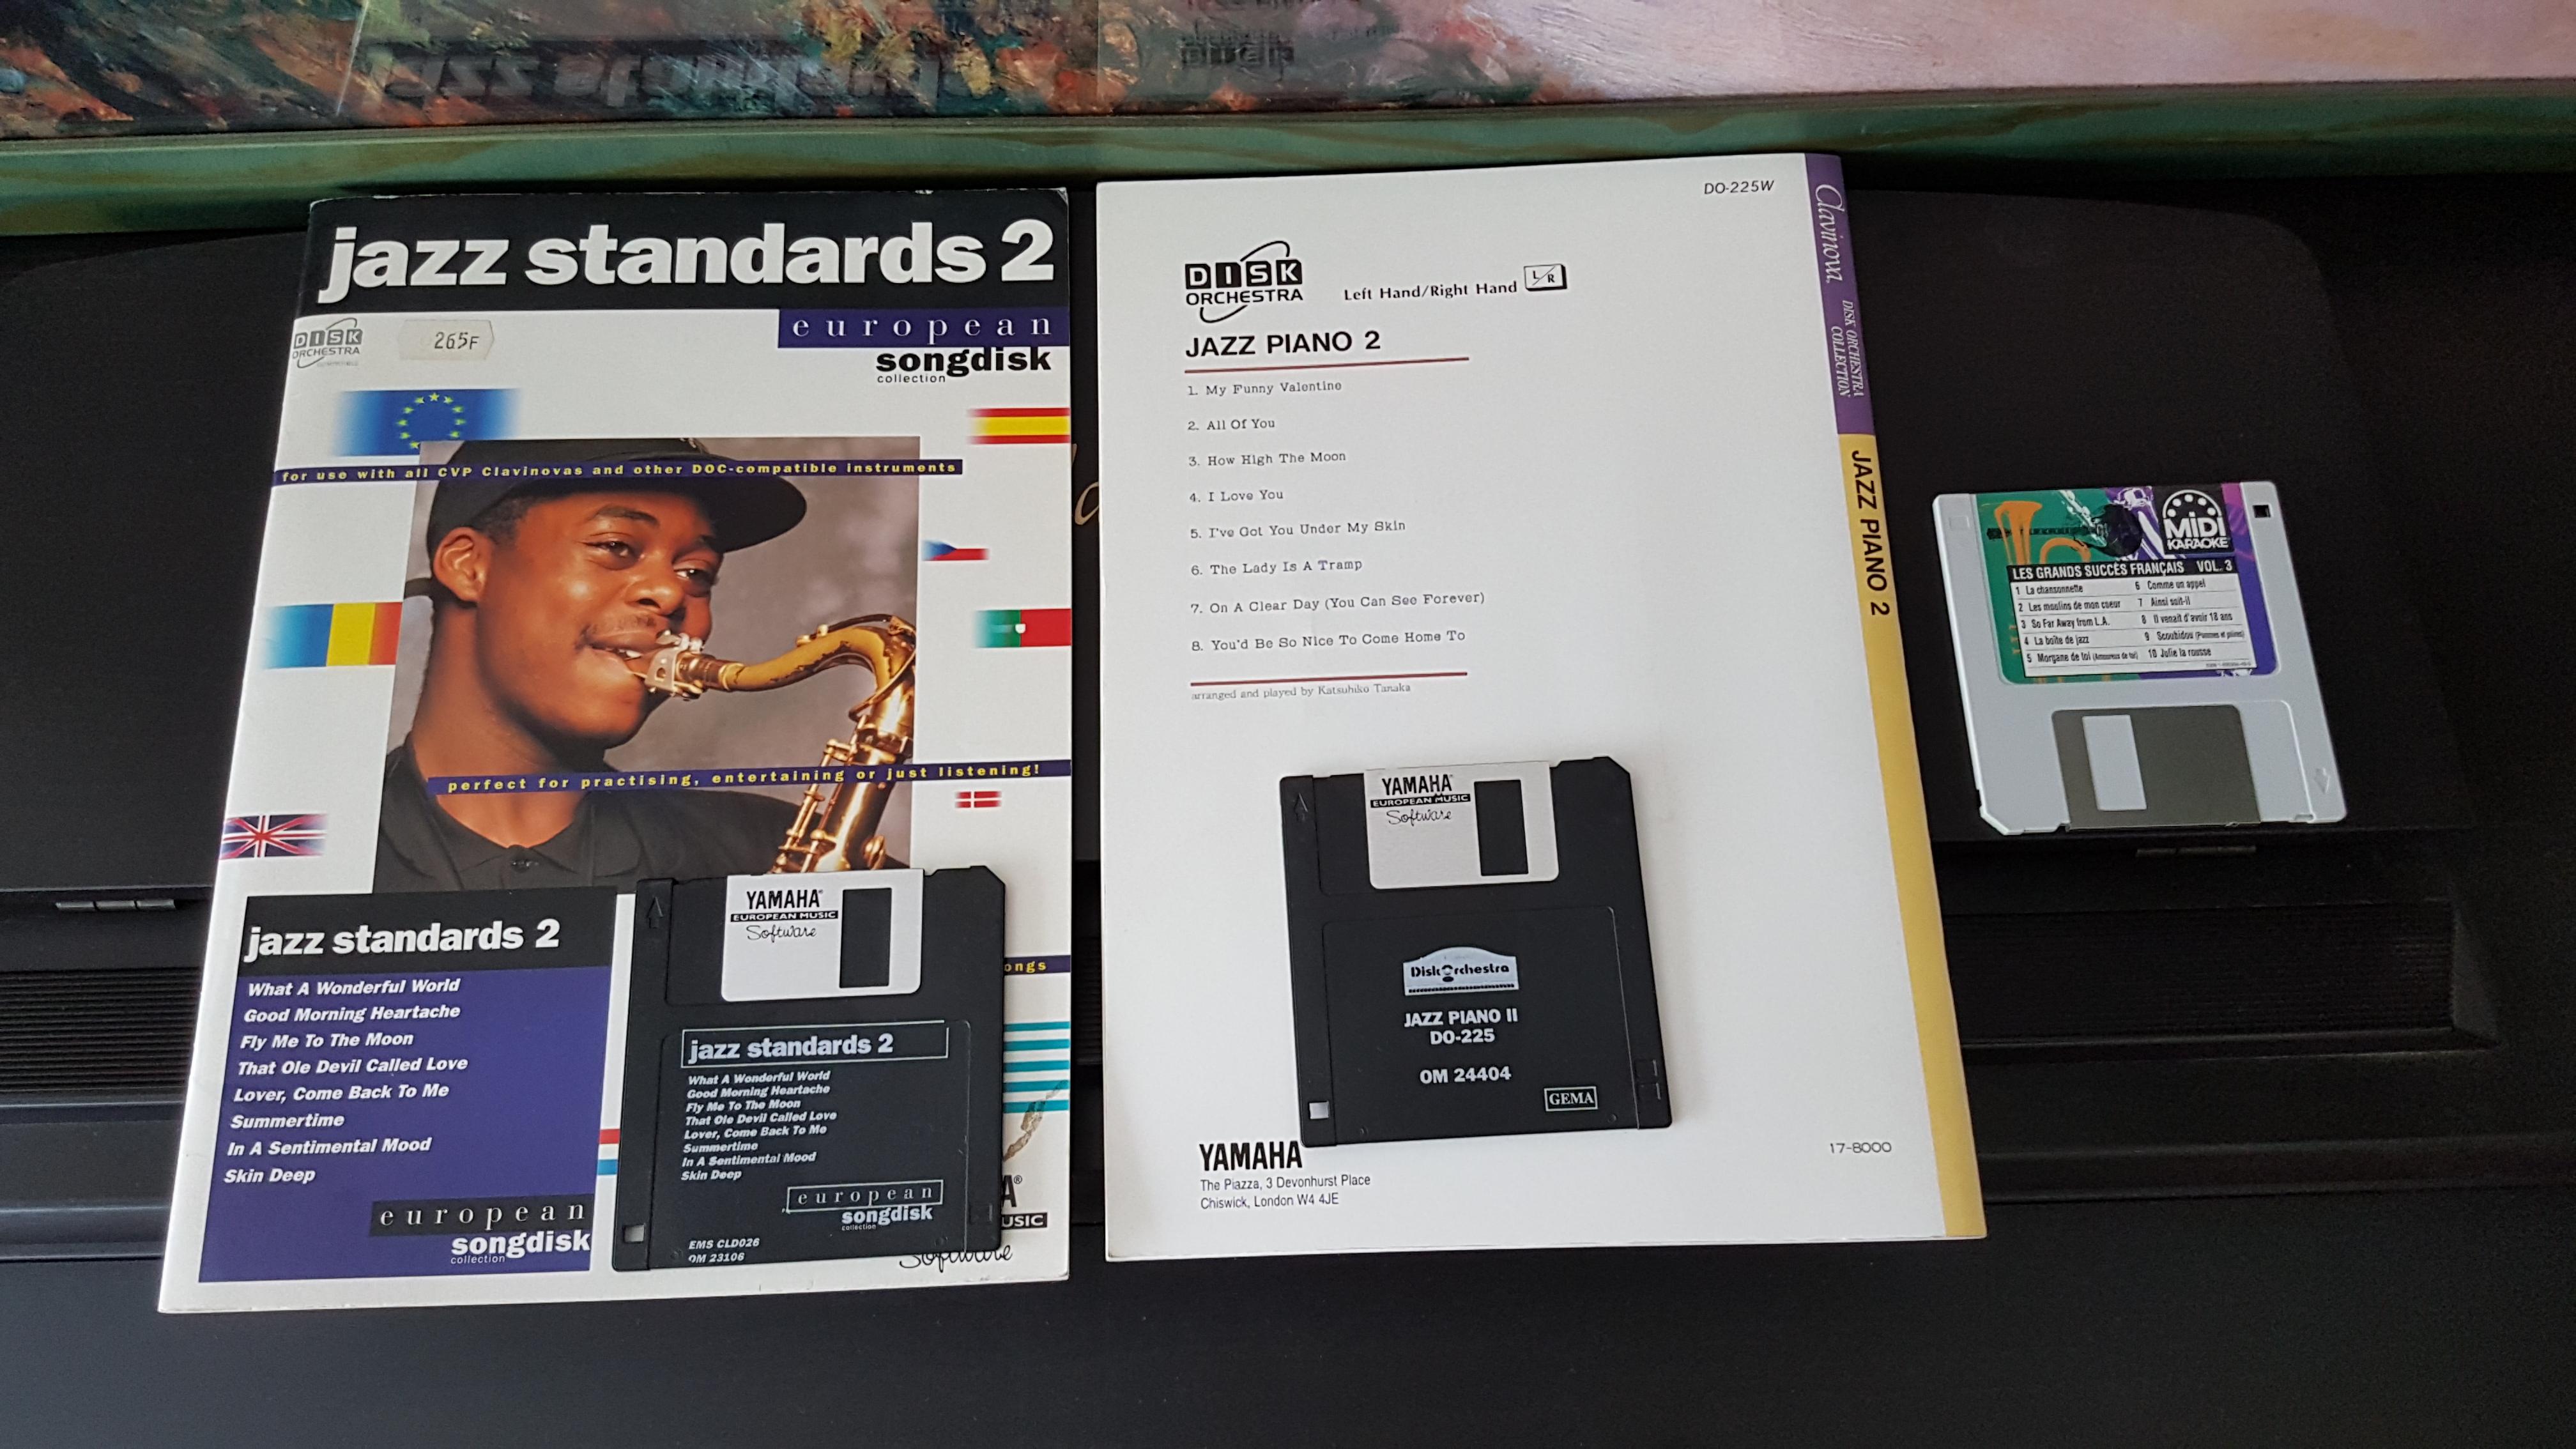 jazz standards 2
DISK
ORCHESTRA
265F
european
songdisk
collection
for use with all CVP Clavinovas and other DOC-compatible instruments
perfect for practising, entertaining or just listening!
jazz standards 2
What A Wonderful World
Good Morning Heartache
Fly Me To The Moon
That Ole Devil Called Love
Lover, Come Back To Me
Summertime
In A Sentimental Mood
Skin Deep
european
songdisk
collection
YAMAHA
EUROPEAN MUSIC
Software
jazz standards 2
What A Wonderful World
Good Morning Heartache
Fly Me To The Moon
That Ole Devil Called Love
Lover, Come Back To Me
Summertime
In A Sentimental Mood
Skin Deep
european
songdisk
collection
EMS CLD026
OM 23106
ongs
A®
USIC
Software
DO-225W
DISK
ORCHESTRA
Left Hand/Right Hand L/R
JAZZ PIANO 2
1. My Funny Valentine
2. All Of You
3. How High The Moon
4. I Love You
5. I've Got You Under My Skin
6. The Lady Is A Tramp
7. On A Clear Day (You Can See Forever)
8. You'd Be So Nice To Come Home To
arranged and played by Katsuhiko Tanaka
YAMAHA
EUROPEAN MUSIC
Software
DiskOrchestra
JAZZ PIANO II
DO-225
OM 24404
GEMA
YAMAHA
The Piazza, 3 Devonhurst Place
Chiswick, London W4 4JE
17-8000
Clavinova
DISK ORCHESTRA
COLLECTION
JAZZ PIANO 2
MIDI
KARAOKE
LES GRANDS SUCCÈS FRANÇAIS VOL. 3
1 La chansonnette
2 Les moulins de mon coeur
3 So Far Away from L.A.
4 La boîte de jazz
5 Morgane de toi (Amoureux de toi)
6 Comme un appel
7 Ainsi soit-il
8 Il venait d'avoir 18 ans
9 Scoubidou (Pommes et poires)
10 Julie la rousse